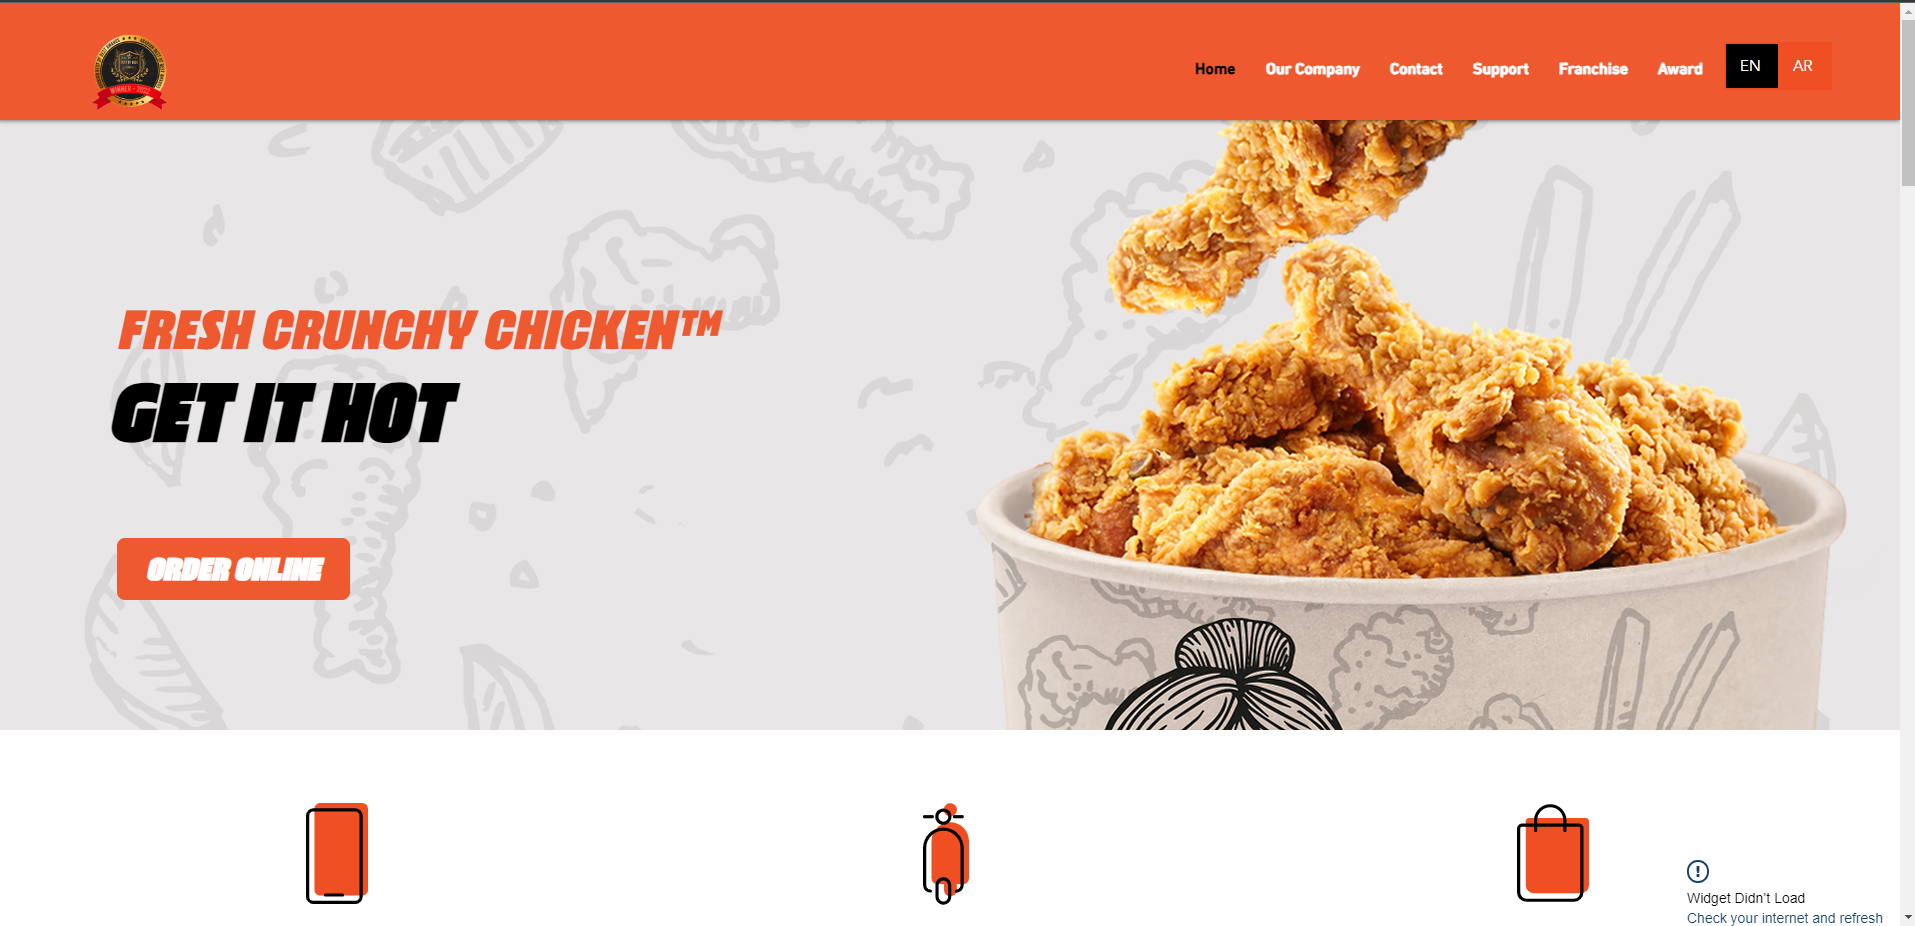 WINNER - 2022
Home
Our Company
Contact
Support
Franchise
Award
EN
AR
FRESH CRUNCHY CHICKEN™
GET IT HOT
ORDER ONLINE
Widget Didn't Load
Check your internet and refresh